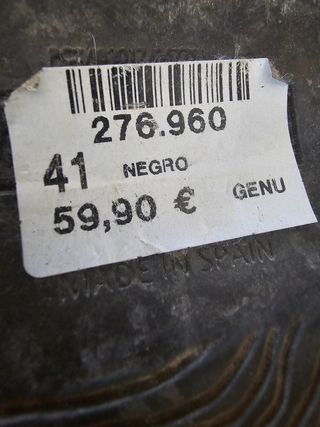 276.960
41 NEGRO
59,90 € GENU
MADE IN SPAIN